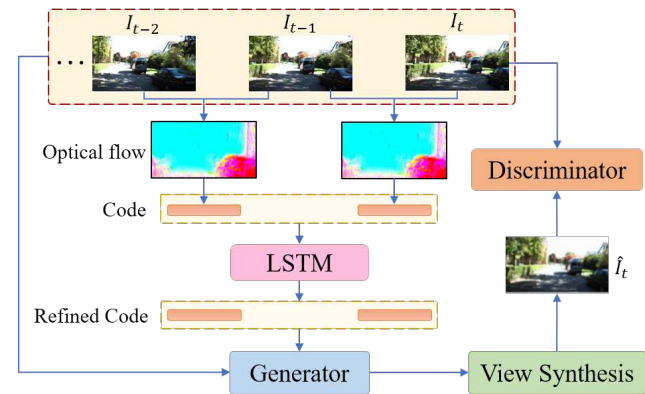 I_{t-2} I_{t-1} I_t
...
Optical flow
Discriminator
Code
LSTM
Î_t
Refined Code
Generator
View Synthesis